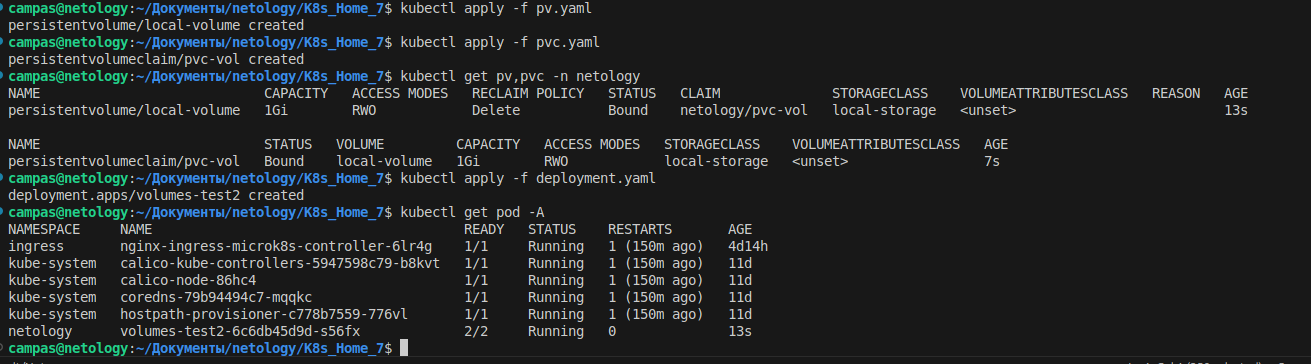 campas@netology:~/Документы/netology/K8s_Home_7$ kubectl apply -f pv.yaml
persistentvolume/local-volume created
campas@netology:~/Документы/netology/K8s_Home_7$ kubectl apply -f pvc.yaml
persistentvolumeclaim/pvc-vol created
campas@netology:~/Документы/netology/K8s_Home_7$ kubectl get pv,pvc -n netology
NAME CAPACITY ACCESS MODES RECLAIM POLICY STATUS CLAIM STORAGECLASS VOLUMEATTRIBUTESCLASS REASON AGE
persistentvolume/local-volume 1Gi RWO Delete Bound netology/pvc-vol local-storage <unset> 13s
NAME STATUS VOLUME CAPACITY ACCESS MODES STORAGECLASS VOLUMEATTRIBUTESCLASS AGE
persistentvolumeclaim/pvc-vol Bound local-volume 1Gi RWO local-storage <unset> 7s
campas@netology:~/Документы/netology/K8s_Home_7$ kubectl apply -f deployment.yaml
deployment.apps/volumes-test2 created
campas@netology:~/Документы/netology/K8s_Home_7$ kubectl get pod -A
NAMESPACE NAME READY STATUS RESTARTS AGE
ingress nginx-ingress-microk8s-controller-6lr4g 1/1 Running 1 (150m ago) 4d14h
kube-system calico-kube-controllers-5947598c79-b8kvt 1/1 Running 1 (150m ago) 11d
kube-system calico-node-86hc4 1/1 Running 1 (150m ago) 11d
kube-system coredns-79b94494c7-mqqkc 1/1 Running 1 (150m ago) 11d
kube-system hostpath-provisioner-c778b7559-776vl 1/1 Running 1 (150m ago) 11d
netology volumes-test2-6c6db45d9d-s56fx 2/2 Running 0 13s
campas@netology:~/Документы/netology/K8s_Home_7$